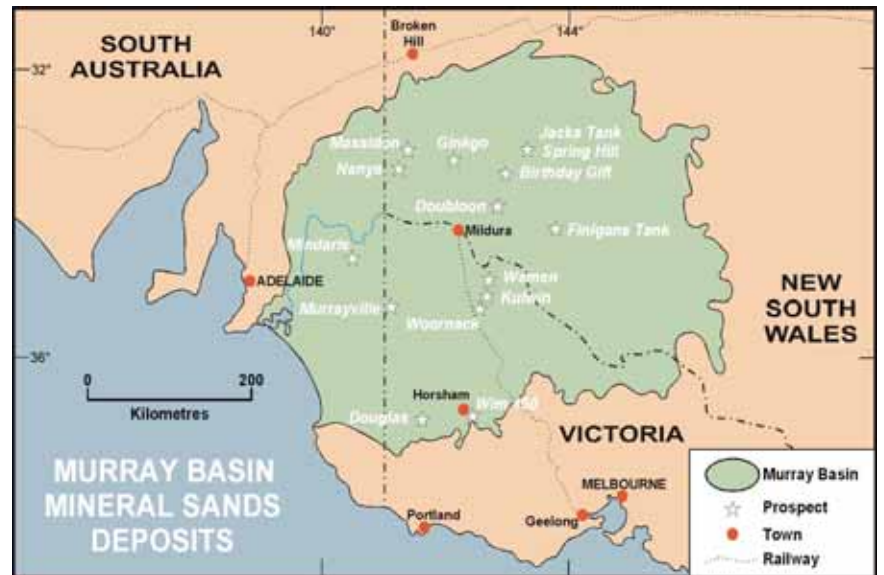 140°
144°
Broken
Hill
SOUTH
AUSTRALIA
32°
Massidon
Ginkgo
Jacka Tank
Spring Hill
Nanya
Birthday Gift
Doubloon
Mildura
Finigans Tank
Mindarie
ADELAIDE
Wemen
Kulwin
NEW
SOUTH
WALES
Murrayville
Woornack
36°
0
200
Kilometres
Horsham
Wim 150
Douglas
VICTORIA
MURRAY BASIN
MINERAL SANDS
DEPOSITS
MELBOURNE
Portland
Geelong
Murray Basin
Prospect
Town
Railway